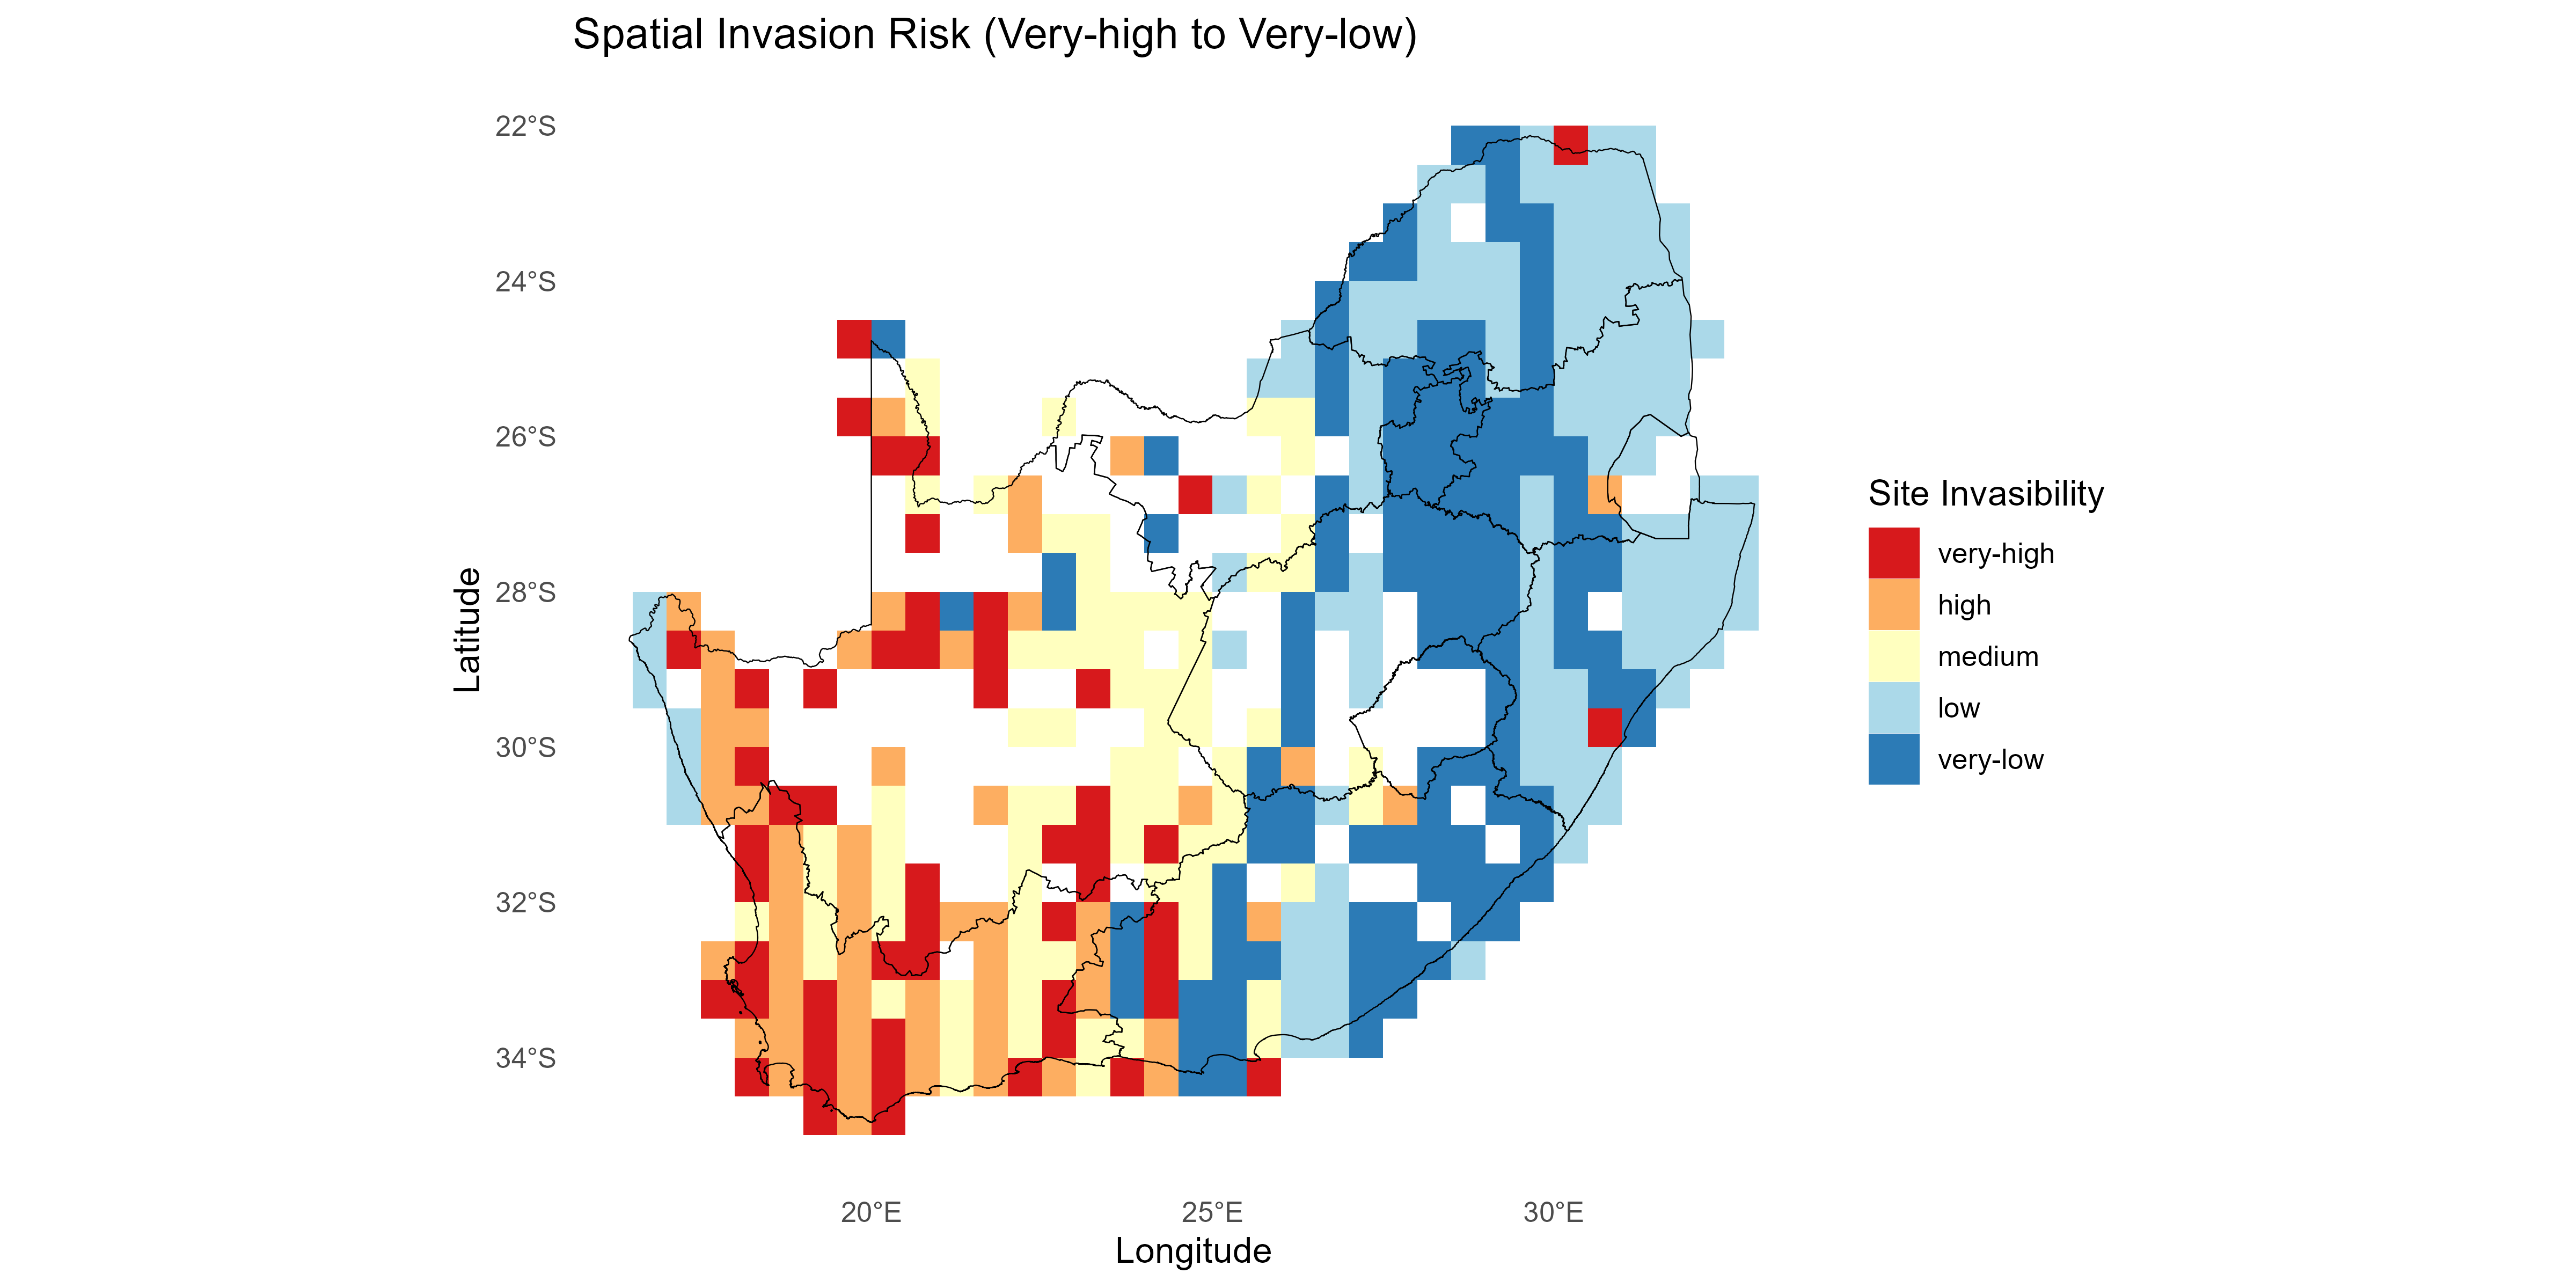 Spatial Invasion Risk (Very-high to Very-low)
22°S
24°S
26°S
28°S
30°S
32°S
34°S
Latitude
20°E
25°E
30°E
Longitude
Site Invasibility
very-high
high
medium
low
very-low